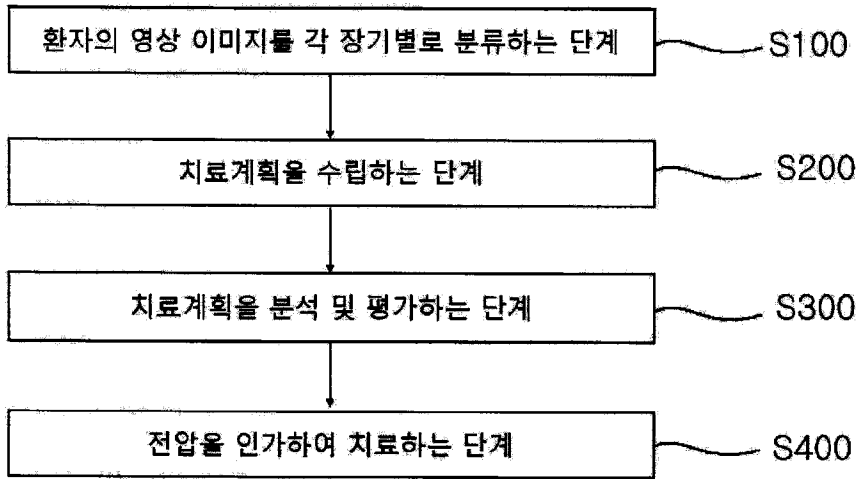 환자의 영상 이미지를 각 장기별로 분류하는 단계 S100
치료계획을 수립하는 단계 S200
치료계획을 분석 및 평가하는 단계 S300
전압을 인가하여 치료하는 단계 S400